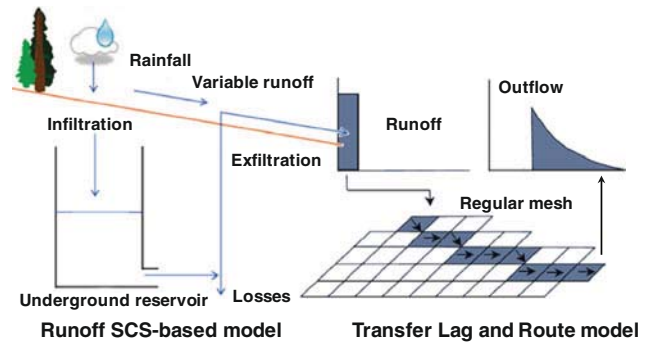 Rainfall
Variable runoff
Outflow
Infiltration
Runoff
Exfiltration
Regular mesh
Underground reservoir
Losses
Runoff SCS-based model
Transfer Lag and Route model